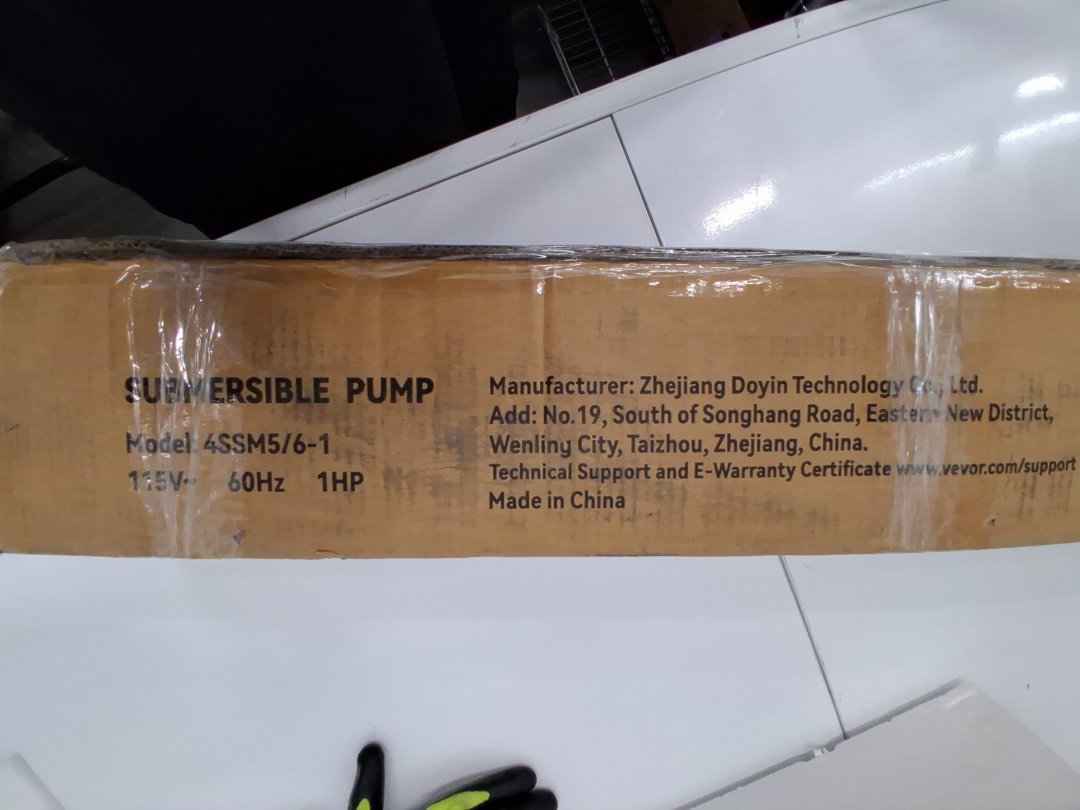 SUBMERSIBLE PUMP
Model: 4SSM5/6-1
115V~ 60Hz 1HP
Manufacturer: Zhejiang Doyin Technology Co., Ltd.
Add: No.19, South of Songhang Road, Eastern New District,
Wenling City, Taizhou, Zhejiang, China.
Technical Support and E-Warranty Certificate www.vevor.com/support
Made in China